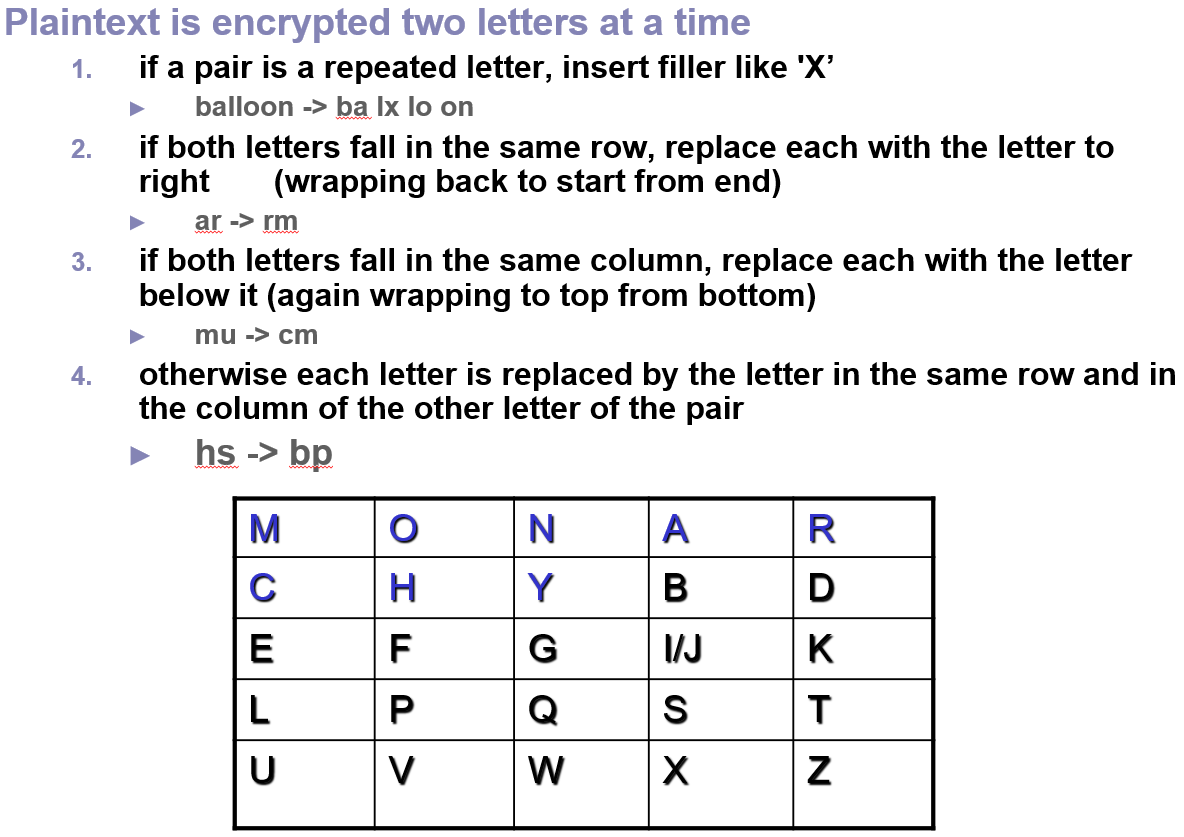 Plaintext is encrypted two letters at a time
1. if a pair is a repeated letter, insert filler like 'X’
► balloon -> ba lx lo on
2. if both letters fall in the same row, replace each with the letter to
right (wrapping back to start from end)
► ar -> rm
3. if both letters fall in the same column, replace each with the letter
below it (again wrapping to top from bottom)
► mu -> cm
4. otherwise each letter is replaced by the letter in the same row and in
the column of the other letter of the pair
► hs -> bp
M O N A R
C H Y B D
E F G I/J K
L P Q S T
U V W X Z